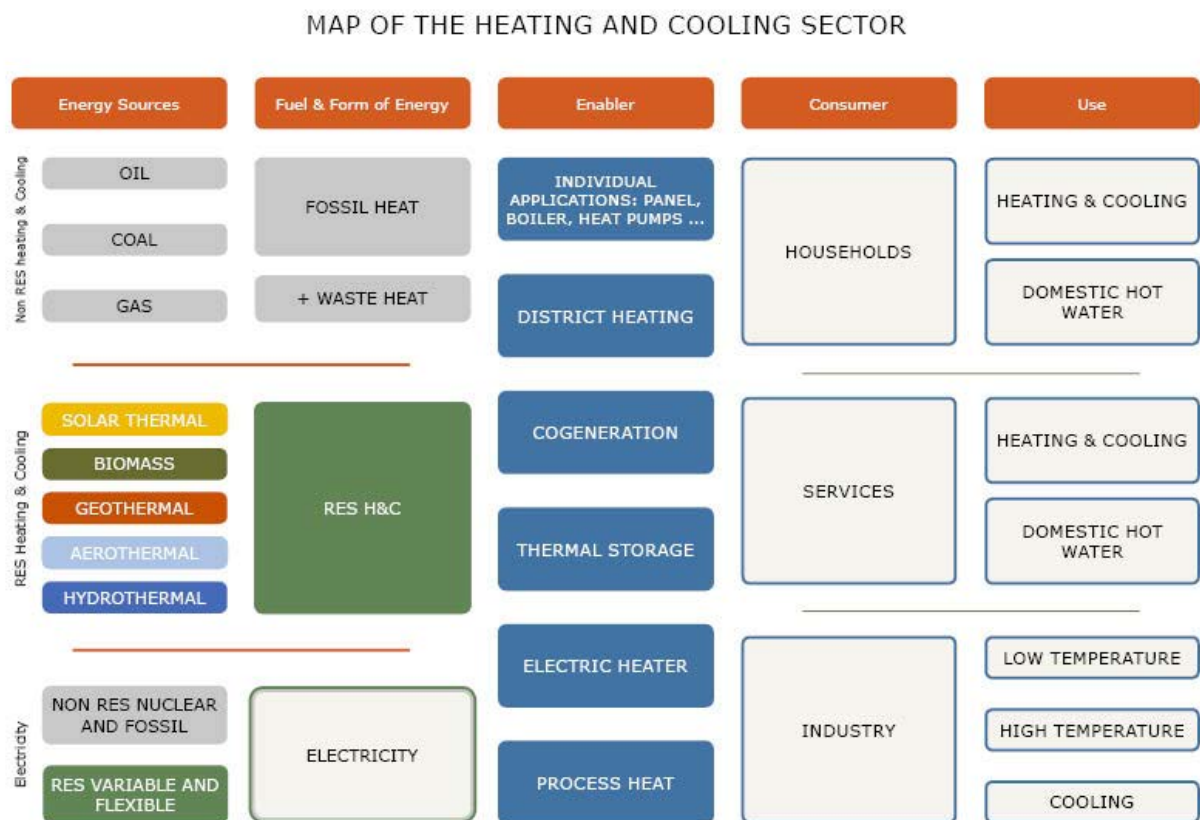 MAP OF THE HEATING AND COOLING SECTOR
Energy Sources
Fuel & Form of Energy
Enabler
Consumer
Use
Non RES heating & Cooling
OIL
COAL
GAS
FOSSIL HEAT
+ WASTE HEAT
RES Heating & Cooling
SOLAR THERMAL
BIOMASS
GEOTHERMAL
AEROTHERMAL
HYDROTHERMAL
RES H&C
Electricity
NON RES NUCLEAR
AND FOSSIL
RES VARIABLE AND
FLEXIBLE
ELECTRICITY
INDIVIDUAL
APPLICATIONS: PANEL,
BOILER, HEAT PUMPS ...
DISTRICT HEATING
COGENERATION
THERMAL STORAGE
ELECTRIC HEATER
PROCESS HEAT
HOUSEHOLDS
HEATING & COOLING
DOMESTIC HOT
WATER
SERVICES
HEATING & COOLING
DOMESTIC HOT
WATER
INDUSTRY
LOW TEMPERATURE
HIGH TEMPERATURE
COOLING